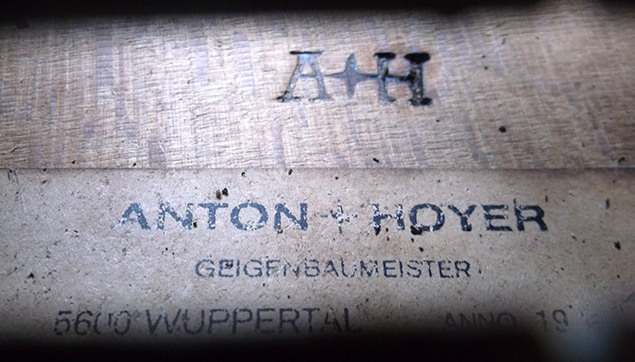 A+H
ANTON + HOYER
GEIGENBAUMEISTER
5600 WUPPERTAL ANNO 19